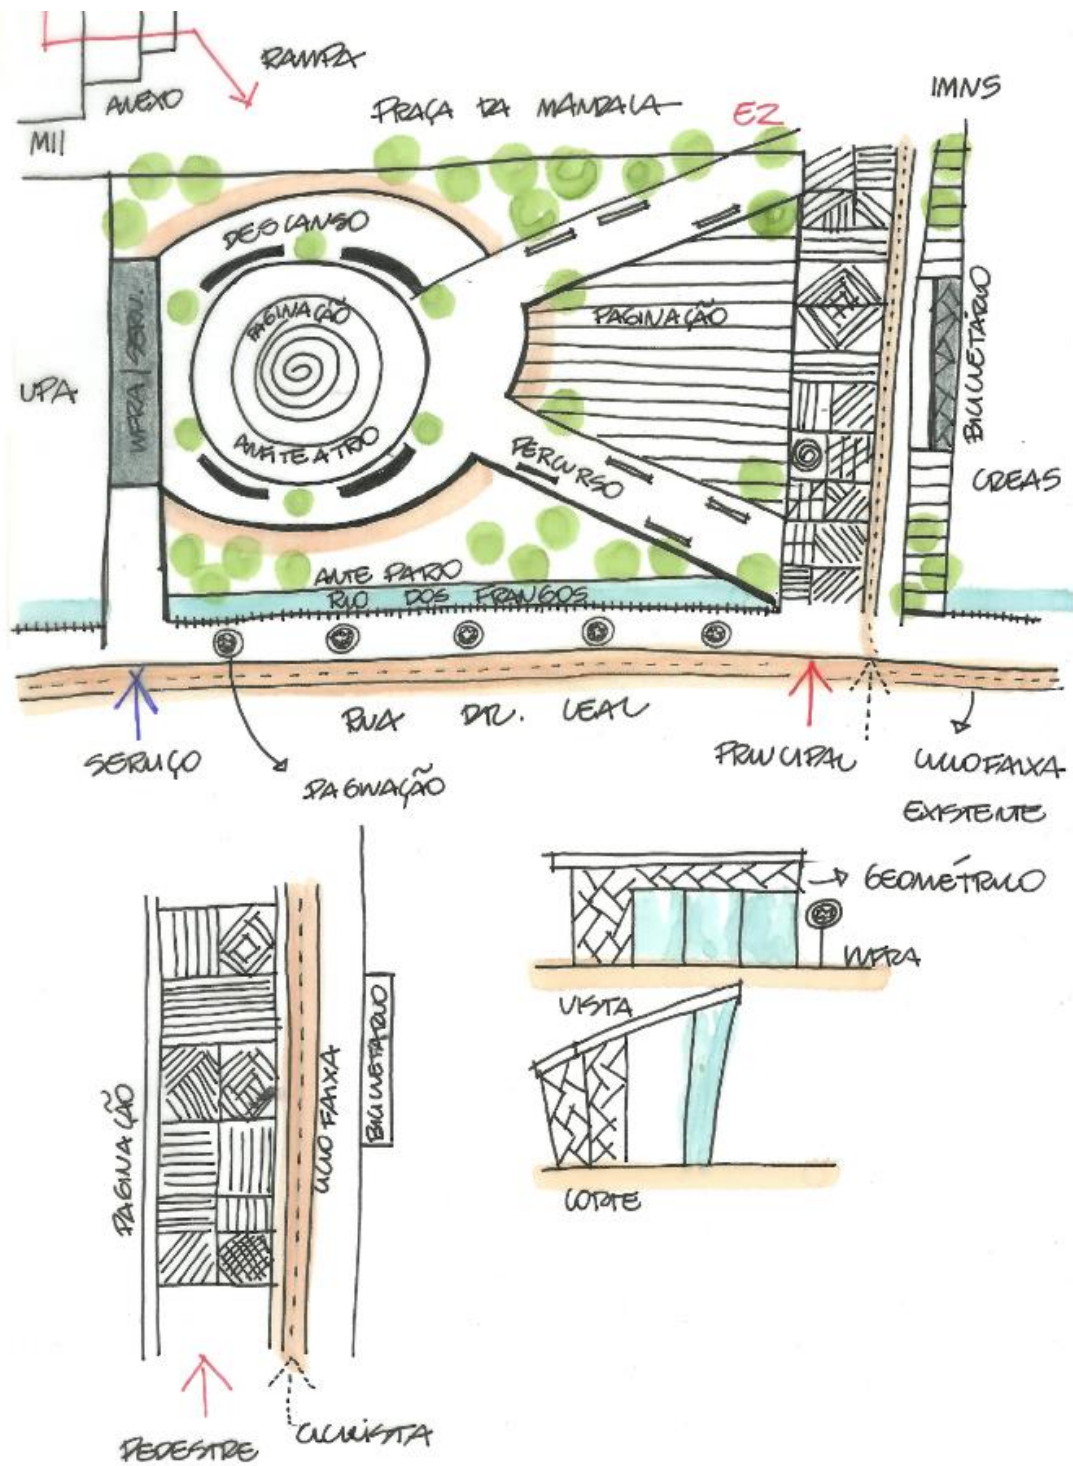 RAMPA
ANEXO
MII
PRAÇA DA MANDALA
E2
IMNS
DESCANSO
PAGINAÇÃO
ANFITEATRO
INFRA/SERV.
UPA
PAGINAÇÃO
PERCURSO
BICICLETÁRIO
CREAS
ANTE PARO
RIO DOS FRANGOS
RUA DR. LEAL
SERVIÇO
PAGINAÇÃO
PRINCIPAL
CICLOFAIXA
EXISTENTE
GEOMÉTRICO
INFRA
VISTA
CORTE
PAGINAÇÃO
CICLOFAIXA
BICICLETÁRIO
PEDESTRE
CICLISTA